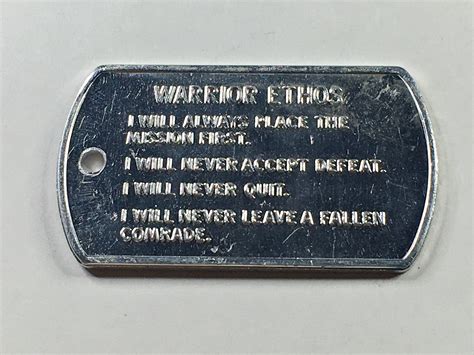 WARRIOR ETHOS
I WILL ALWAYS PLACE THE
MISSION FIRST.
I WILL NEVER ACCEPT DEFEAT.
I WILL NEVER QUIT.
I WILL NEVER LEAVE A FALLEN
COMRADE.